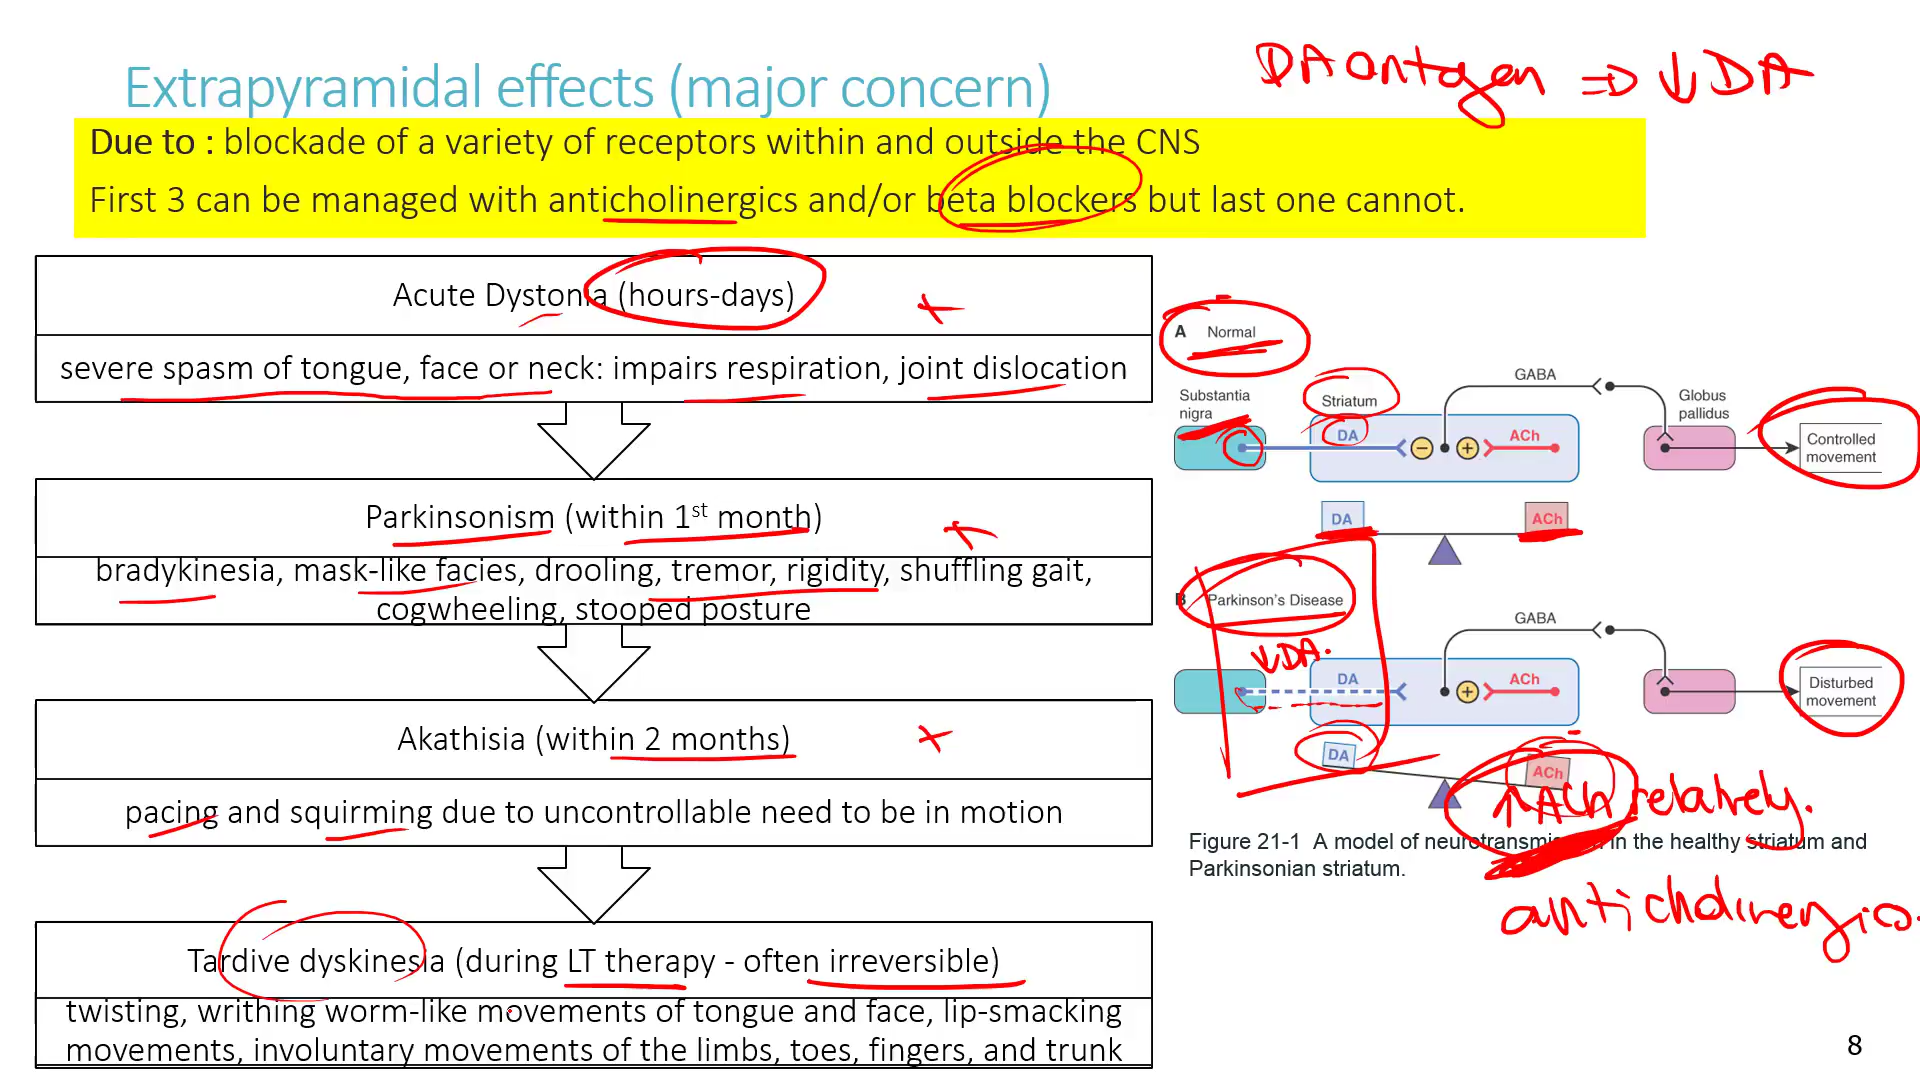 Extrapyramidal effects (major concern)
DA antagon ⇒ ↓ DA
Due to : blockade of a variety of receptors within and outside the CNS
First 3 can be managed with anticholinergics and/or beta blockers but last one cannot.
Acute Dystonia (hours-days)
severe spasm of tongue, face or neck: impairs respiration, joint dislocation
Parkinsonism (within 1st month)
bradykinesia, mask-like facies, drooling, tremor, rigidity, shuffling gait,
cogwheeling, stooped posture
Akathisia (within 2 months)
pacing and squirming due to uncontrollable need to be in motion
Tardive dyskinesia (during LT therapy - often irreversible)
twisting, writhing worm-like movements of tongue and face, lip-smacking
movements, involuntary movements of the limbs, toes, fingers, and trunk
A Normal
GABA
Substantia
nigra
Striatum
Globus
pallidus
DA
−
+
ACh
Controlled
movement
DA
ACh
B Parkinson's Disease
GABA
↓DA.
DA
+
ACh
Disturbed
movement
DA
ACh
↑ACh relatively.
Figure 21-1 A model of neurotransmission in the healthy striatum and
Parkinsonian striatum.
anticholinergics.
8